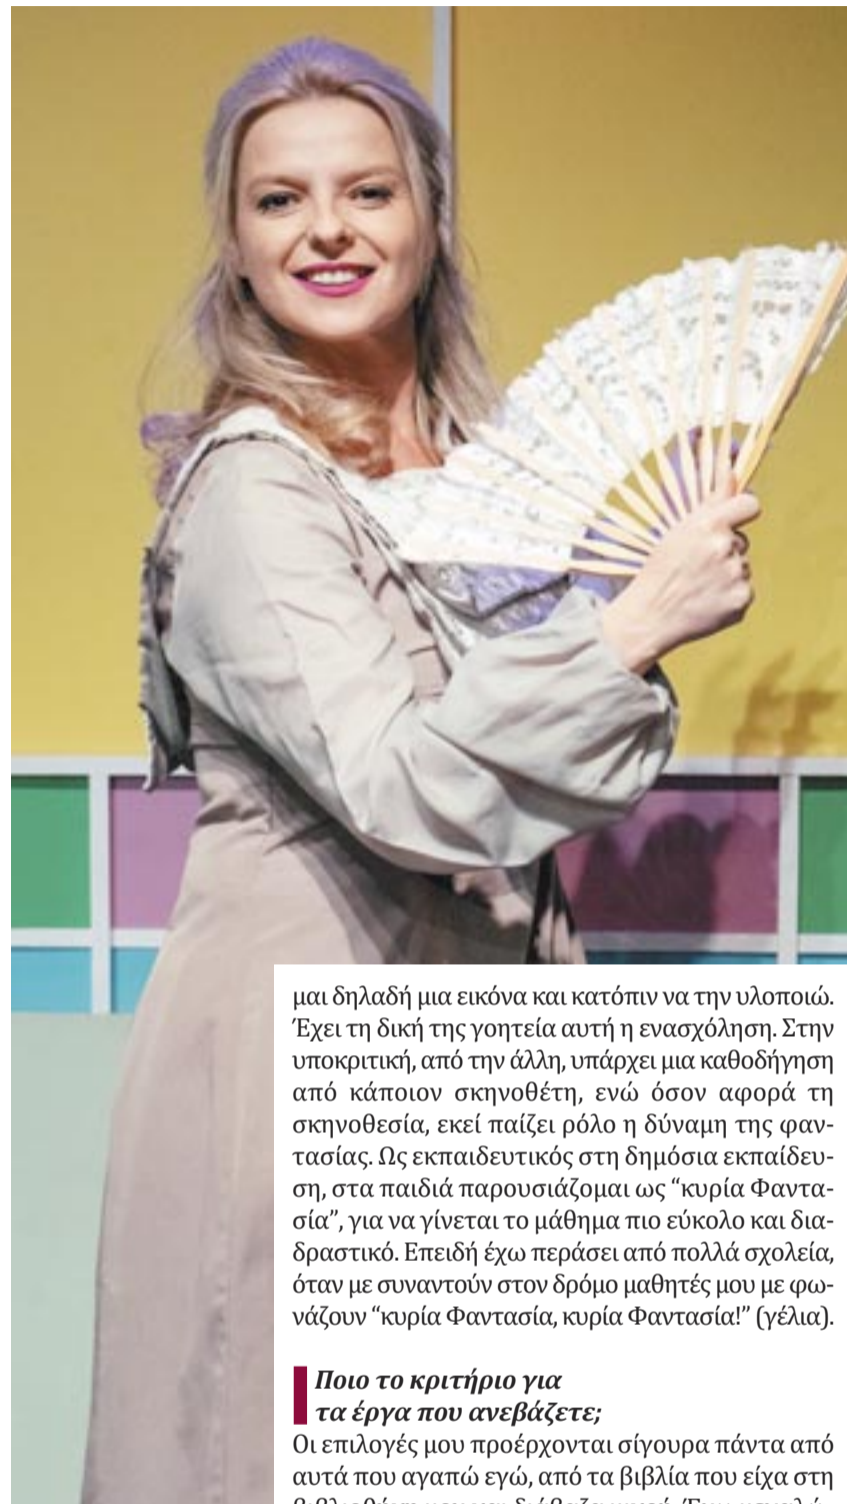 μαι δηλαδή μια εικόνα και κατόπιν να την υλοποιώ.
Έχει τη δική της γοητεία αυτή η ενασχόληση. Στην
υποκριτική, από την άλλη, υπάρχει μια καθοδήγηση
από κάποιον σκηνοθέτη, ενώ όσον αφορά τη
σκηνοθεσία, εκεί παίζει ρόλο η δύναμη της φαν-
τασίας. Ως εκπαιδευτικός στη δημόσια εκπαίδευ-
ση, στα παιδιά παρουσιάζομαι ως “κυρία Φαντα-
σία”, για να γίνεται το μάθημα πιο εύκολο και δια-
δραστικό. Επειδή έχω περάσει από πολλά σχολεία,
όταν με συναντούν στον δρόμο μαθητές μου με φω-
νάζουν “κυρία Φαντασία, κυρία Φαντασία!” (γέλια).
Ποιο το κριτήριο για
τα έργα που ανεβάζετε;
Οι επιλογές μου προέρχονται σίγουρα πάντα από
αυτά που αγαπώ εγώ, από τα βιβλία που είχα στη